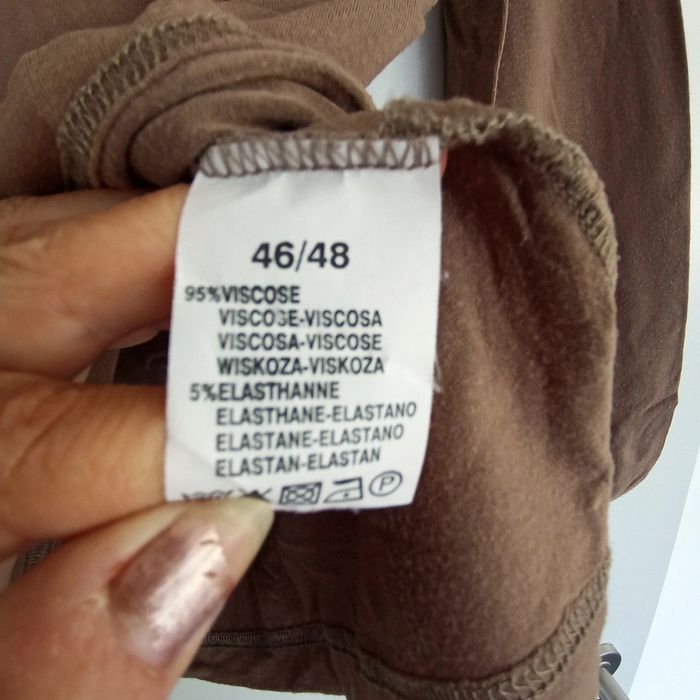 46/48
95%VISCOSE
VISCOSE-VISCOSA
VISCOSA-VISCOSE
WISKOZA-VISKOZA
5%ELASTHANNE
ELASTHANE-ELASTANO
ELASTANE-ELASTANO
ELASTAN-ELASTAN
P